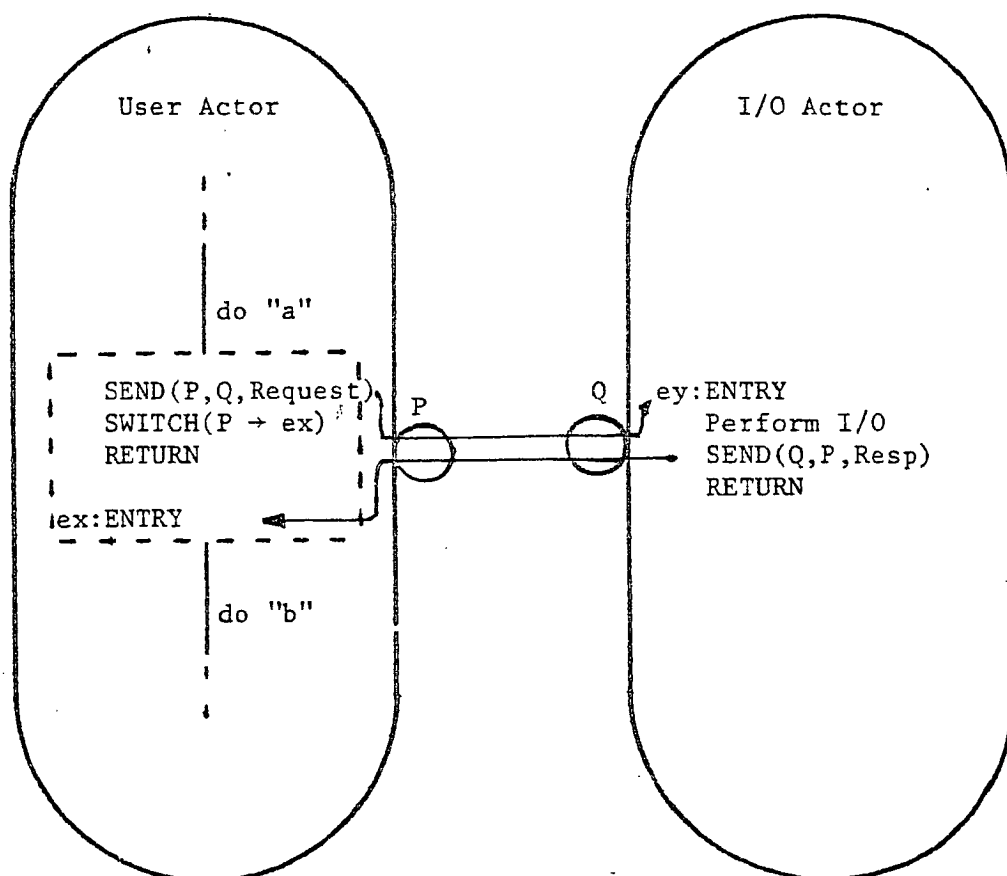 User Actor
I/O Actor
do "a"
SEND(P,Q,Request)
SWITCH(P → ex)
RETURN
ex:ENTRY
do "b"
P
Q
ey:ENTRY
Perform I/O
SEND(Q,P,Resp)
RETURN